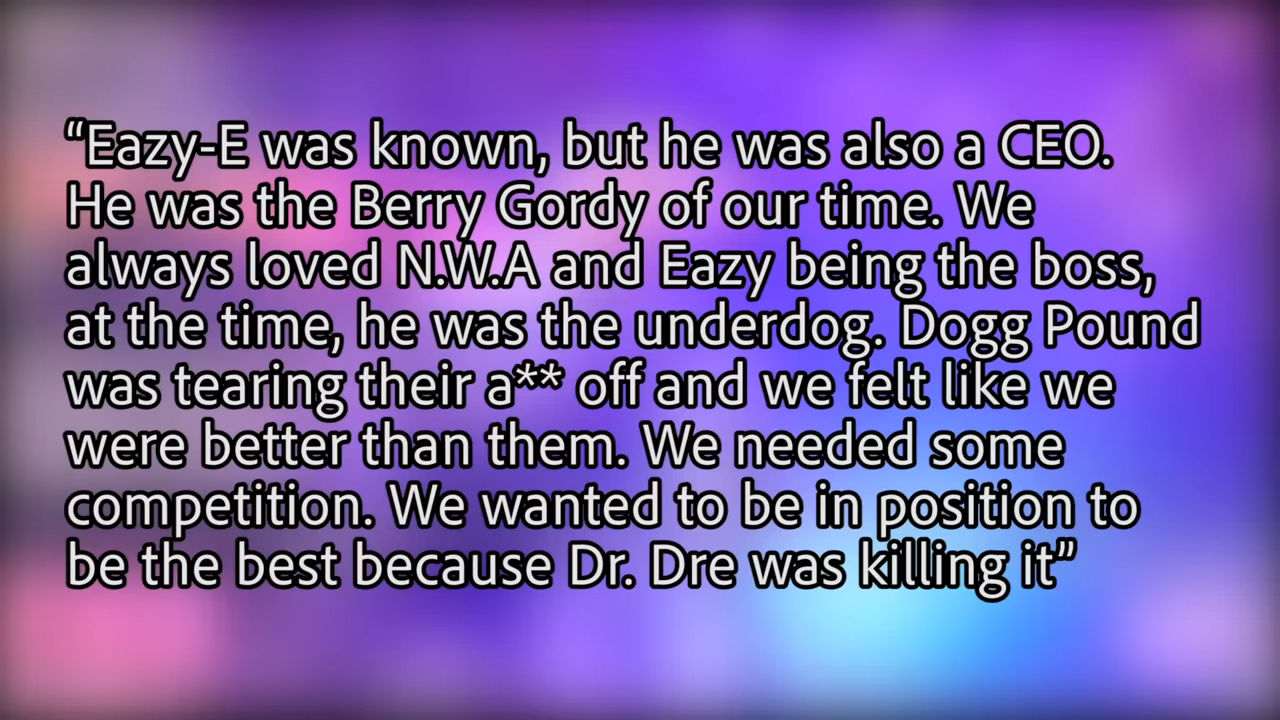 “Eazy-E was known, but he was also a CEO.
He was the Berry Gordy of our time. We
always loved N.W.A and Eazy being the boss,
at the time, he was the underdog. Dogg Pound
was tearing their a** off and we felt like we
were better than them. We needed some
competition. We wanted to be in position to
be the best because Dr. Dre was killing it”